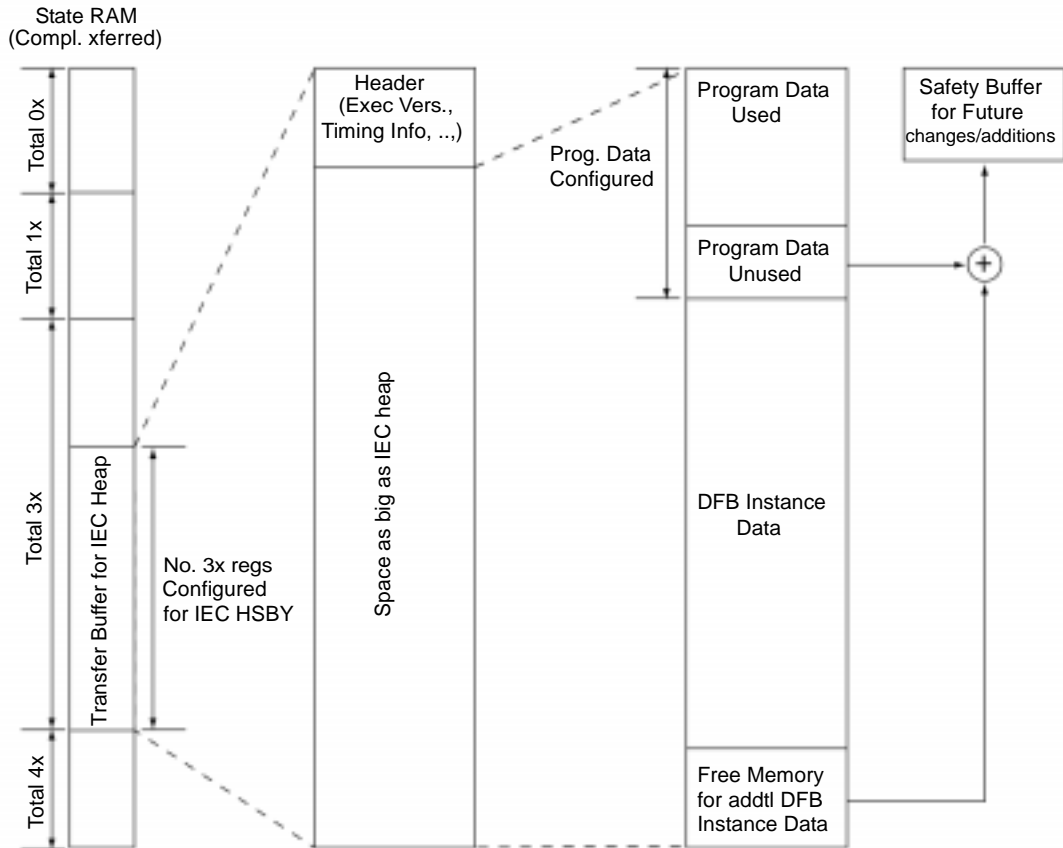 State RAM
(Compl. xferred)
Total 0x
Total 1x
Total 3x
Total 4x
Transfer Buffer for IEC Heap
No. 3x regs
Configured
for IEC HSBY
Header
(Exec Vers.,
Timing Info, ..,)
Space as big as IEC heap
Prog. Data
Configured
Program Data
Used
Program Data
Unused
DFB Instance
Data
Free Memory
for addtl DFB
Instance Data
Safety Buffer
for Future
changes/additions
+